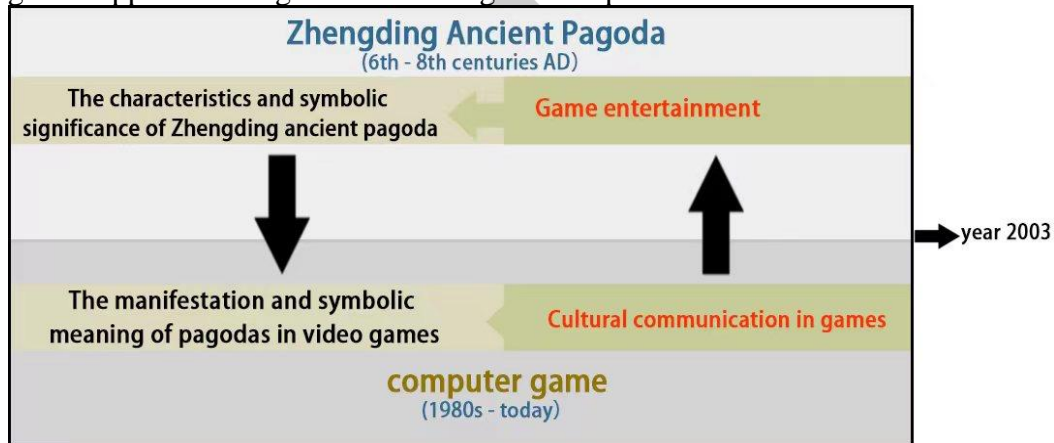 Zhengding Ancient Pagoda
(6th - 8th centuries AD)
The characteristics and symbolic
significance of Zhengding ancient pagoda
Game entertainment
year 2003
The manifestation and symbolic
meaning of pagodas in video games
Cultural communication in games
computer game
(1980s - today)